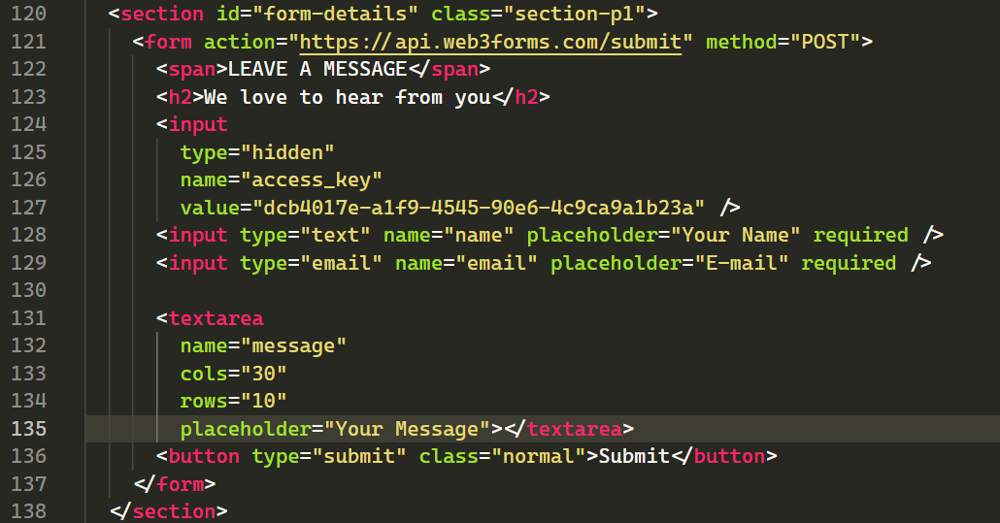 120 <section id="form-details" class="section-p1">
121 <form action="https://api.web3forms.com/submit" method="POST">
122 <span>LEAVE A MESSAGE</span>
123 <h2>We love to hear from you</h2>
124 <input
125 type="hidden"
126 name="access_key"
127 value="dcb4017e-a1f9-4545-90e6-4c9ca9a1b23a" />
128 <input type="text" name="name" placeholder="Your Name" required />
129 <input type="email" name="email" placeholder="E-mail" required />
130
131 <textarea
132 name="message"
133 cols="30"
134 rows="10"
135 placeholder="Your Message"></textarea>
136 <button type="submit" class="normal">Submit</button>
137 </form>
138 </section>